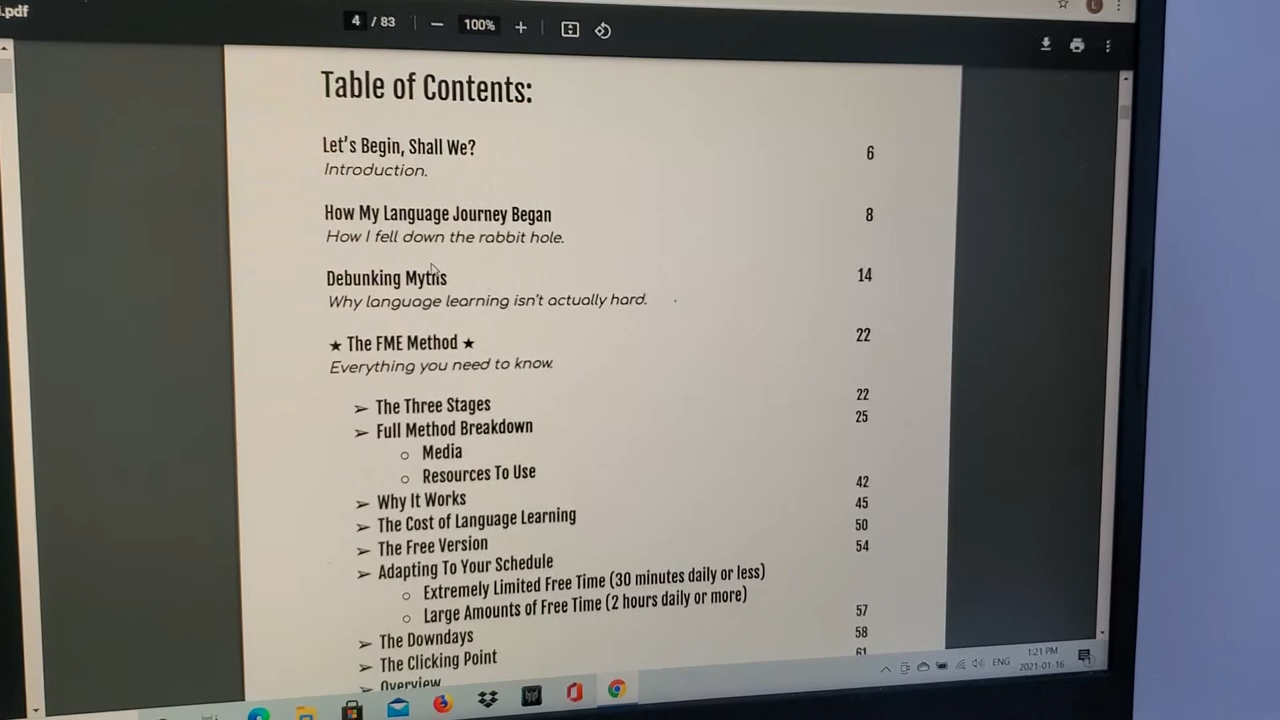 .pdf
4 / 83
100%
Table of Contents:
Let's Begin, Shall We? 6
Introduction.
How My Language Journey Began 8
How I fell down the rabbit hole.
Debunking Myths 14
Why language learning isn't actually hard.
★ The FME Method ★ 22
Everything you need to know.
➢ The Three Stages 22
➢ Full Method Breakdown 25
○ Media
○ Resources To Use
➢ Why It Works 42
➢ The Cost of Language Learning 45
➢ The Free Version 50
➢ Adapting To Your Schedule 54
○ Extremely Limited Free Time (30 minutes daily or less)
○ Large Amounts of Free Time (2 hours daily or more)
➢ The Downdays 57
➢ The Clicking Point 58
➢ Overview 61
ENG
1:21 PM
2021-01-16